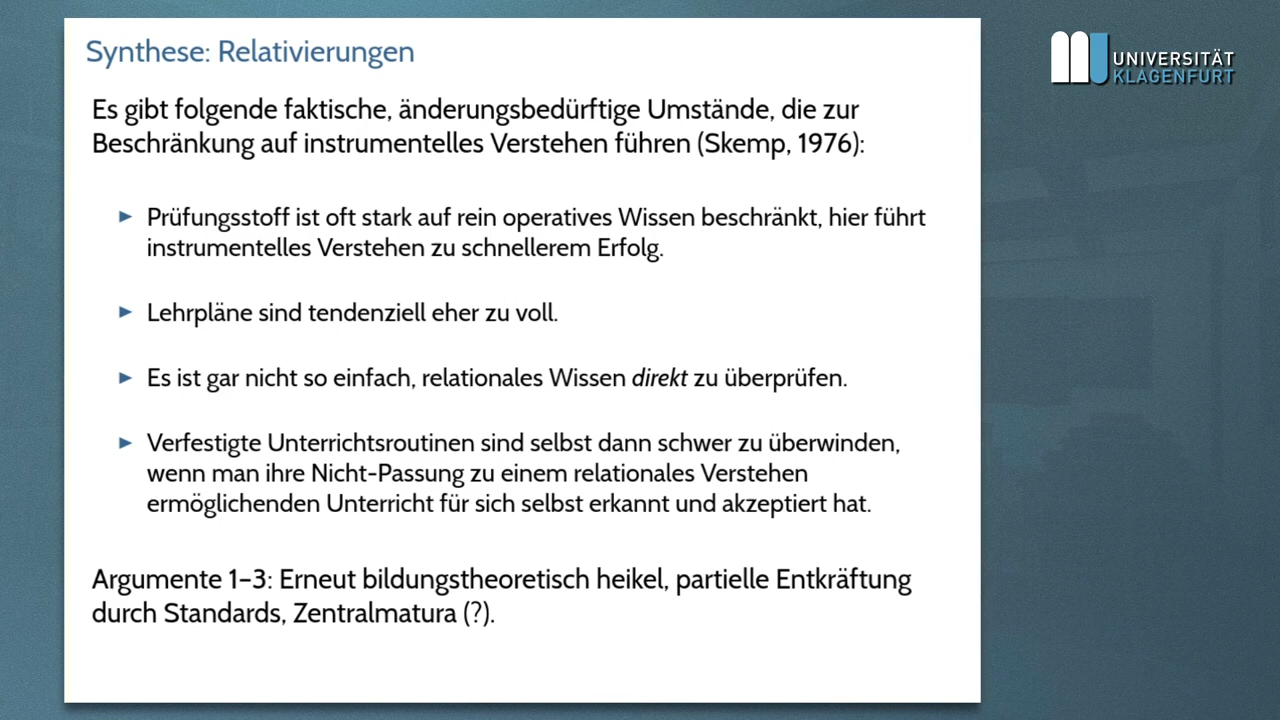 Synthese: Relativierungen
UNIVERSITÄT
KLAGENFURT
Es gibt folgende faktische, änderungsbedürftige Umstände, die zur
Beschränkung auf instrumentelles Verstehen führen (Skemp, 1976):
► Prüfungsstoff ist oft stark auf rein operatives Wissen beschränkt, hier führt
instrumentelles Verstehen zu schnellerem Erfolg.
► Lehrpläne sind tendenziell eher zu voll.
► Es ist gar nicht so einfach, relationales Wissen direkt zu überprüfen.
► Verfestigte Unterrichtsroutinen sind selbst dann schwer zu überwinden,
wenn man ihre Nicht-Passung zu einem relationales Verstehen
ermöglichenden Unterricht für sich selbst erkannt und akzeptiert hat.
Argumente 1–3: Erneut bildungstheoretisch heikel, partielle Entkräftung
durch Standards, Zentralmatura (?).